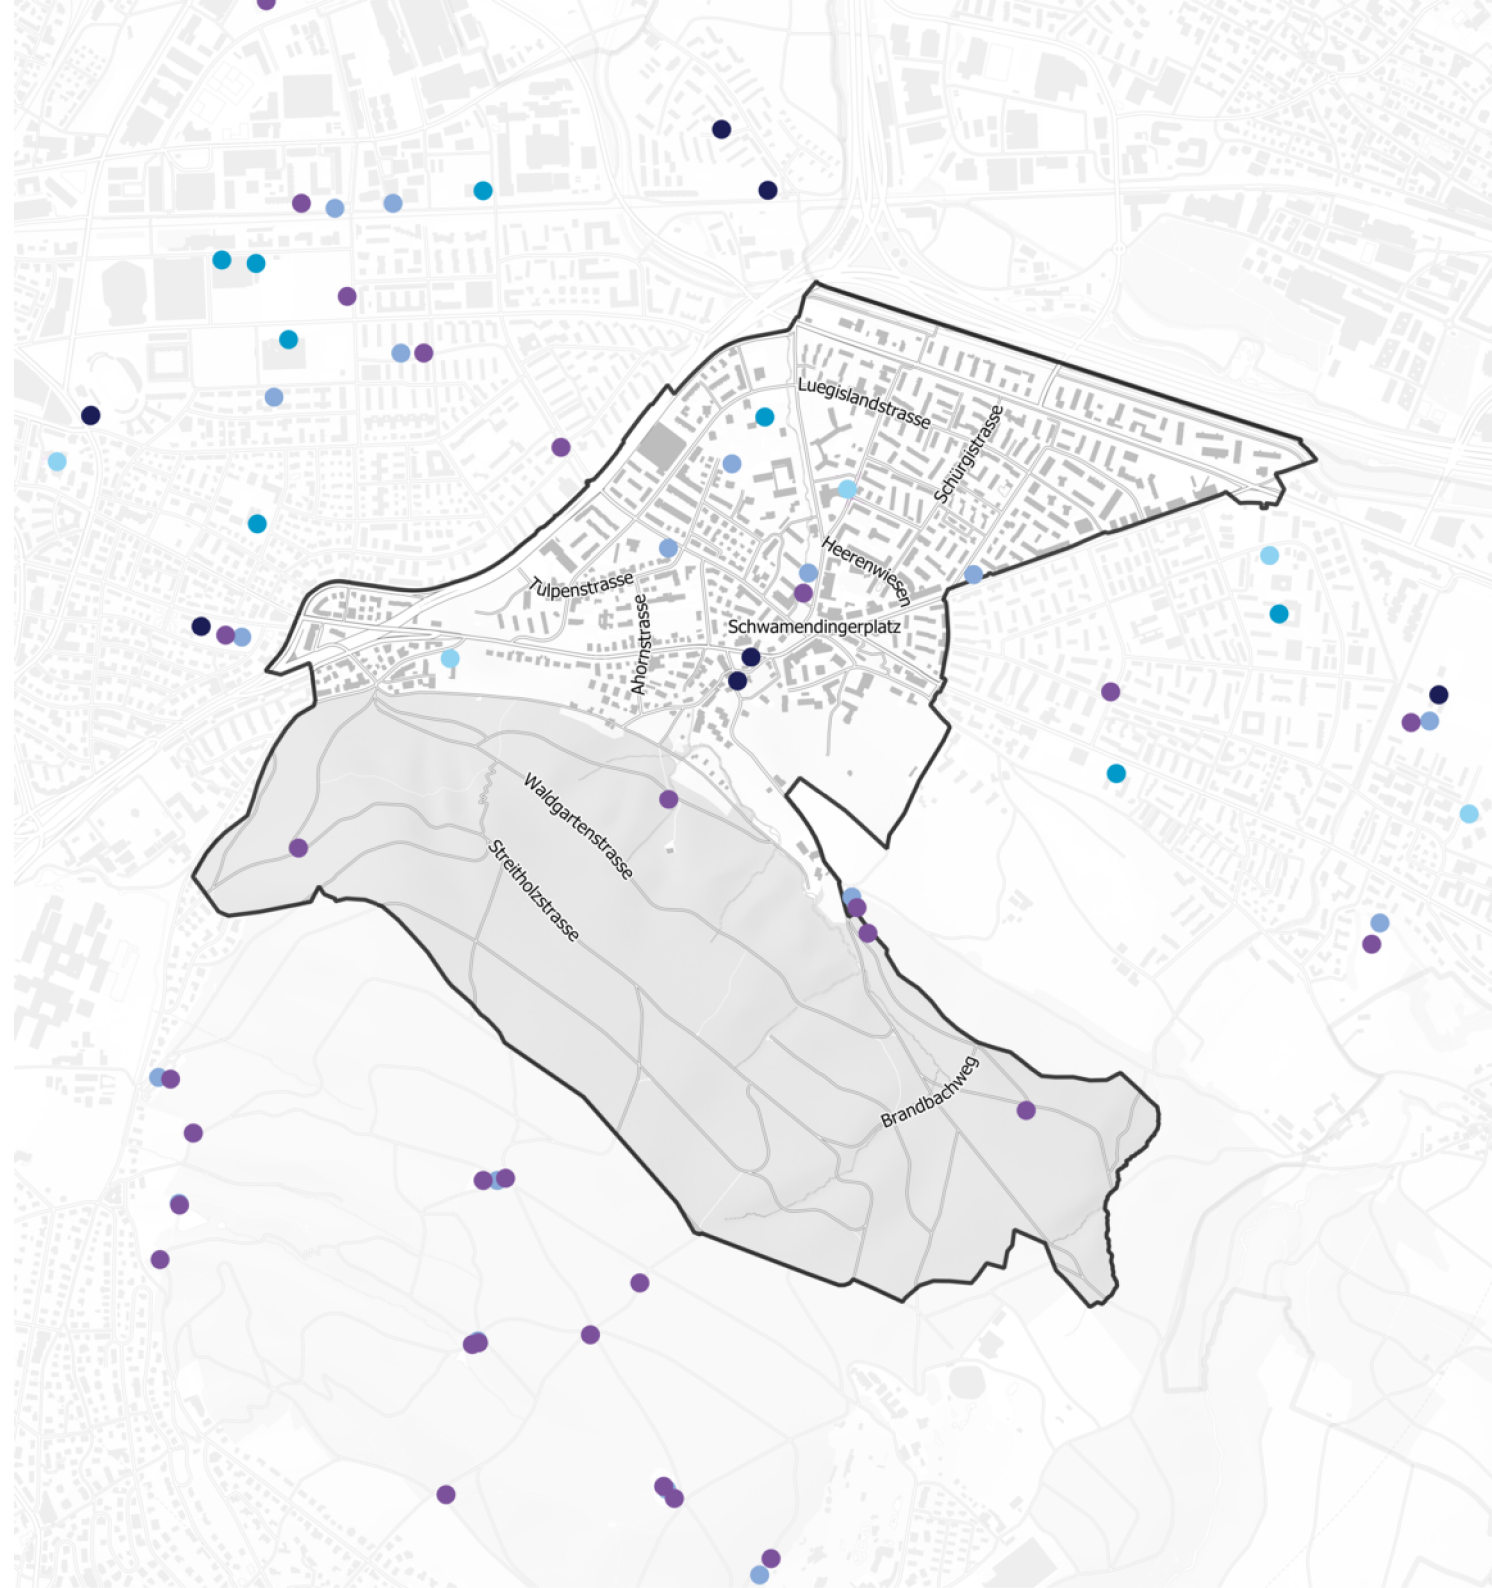 Luegislandstrasse
Schürgistrasse
Heerenwiesen
Tulpenstrasse
Ahornstrasse
Schwamendingerplatz
Waldgartenstrasse
Streitholzstrasse
Brandbachweg